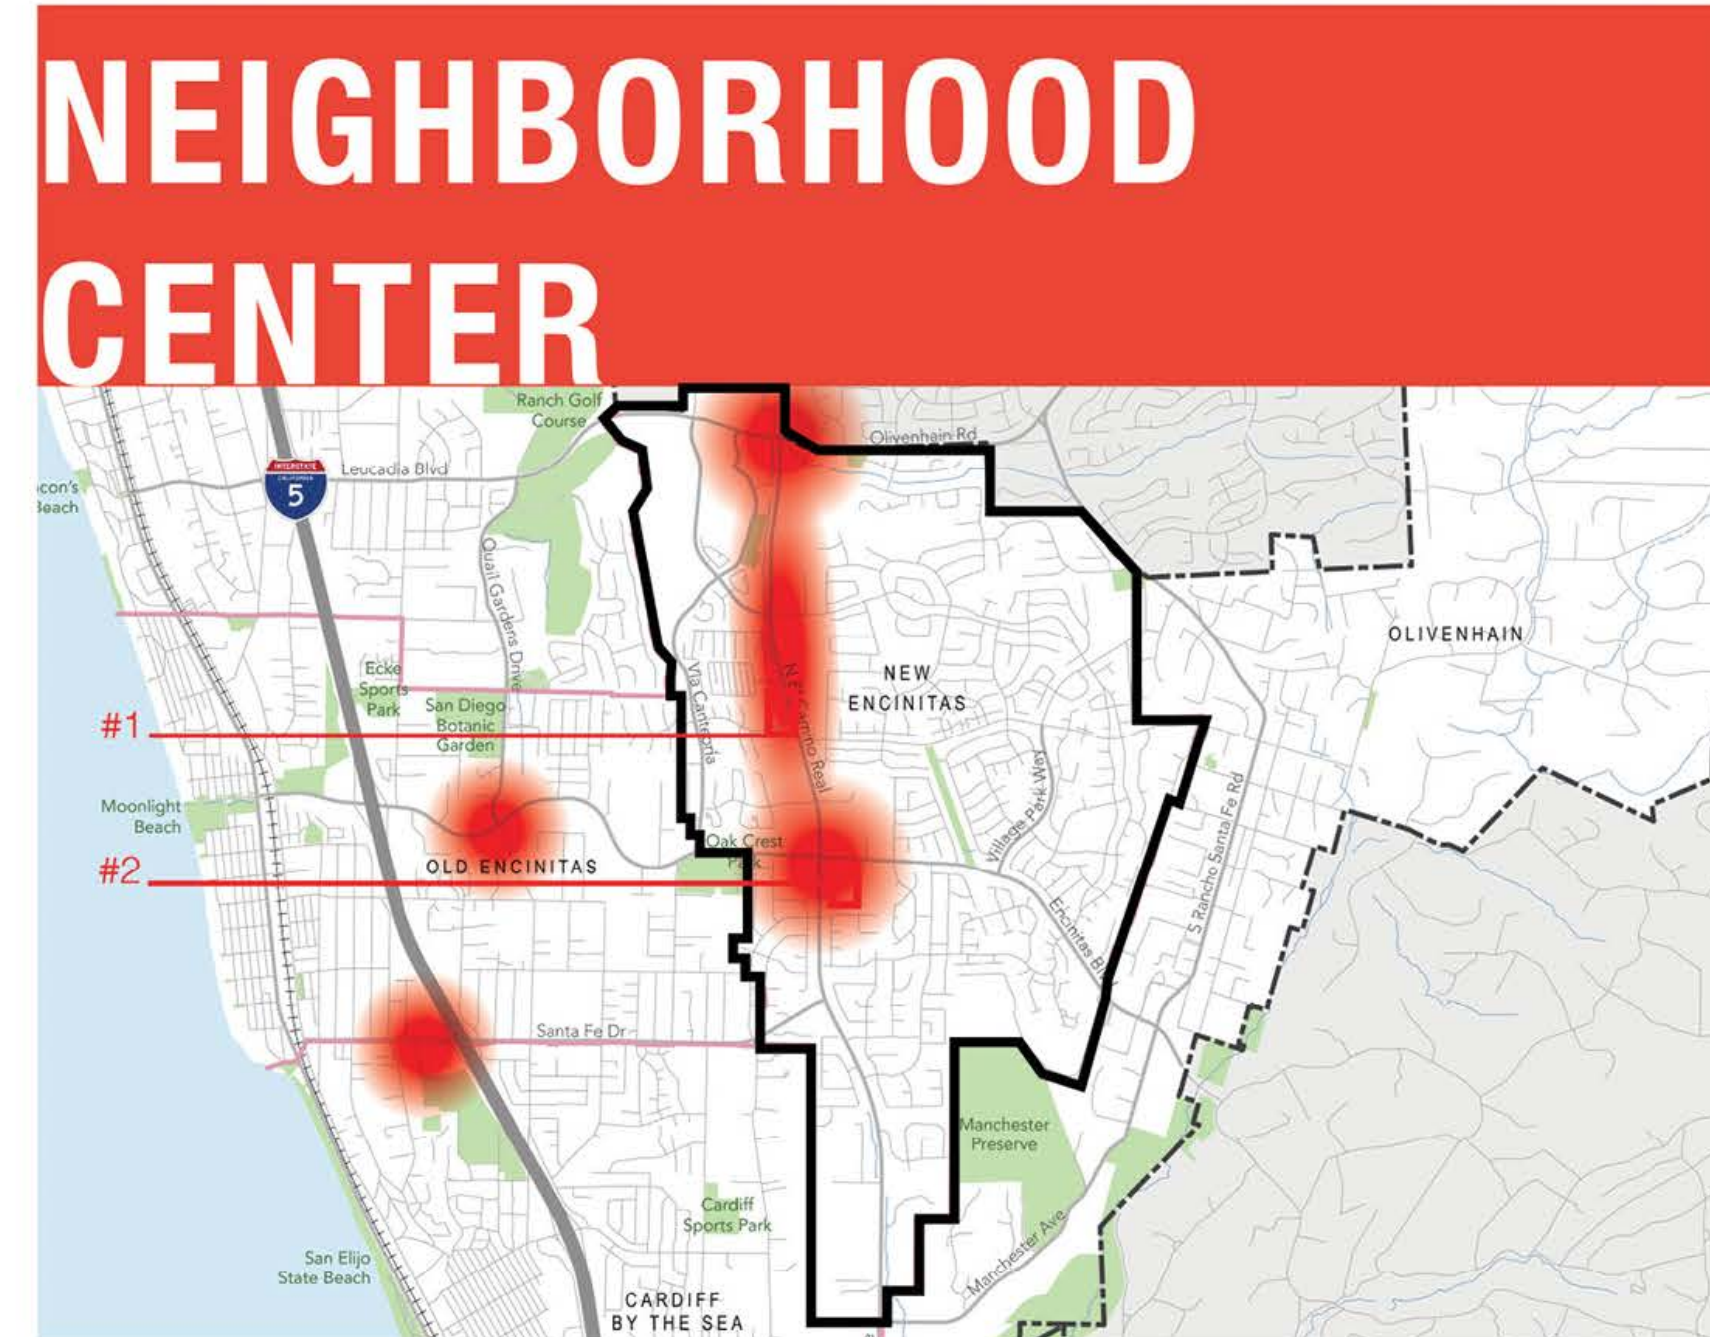 NEIGHBORHOOD
CENTER
Ranch Golf
Course
Olivenhain Rd
Leucadia Blvd
INTERSTATE
CALIFORNIA
5
Beach
Quail Gardens Drive
OLIVENHAIN
Ecke
Sports
Park
San Diego
Botanic
Garden
Via Cantebria
N El Camino Real
NEW
ENCINITAS
#1
Moonlight
Beach
Village Park Way
S Rancho Santa Fe Rd
Oak Crest
Park
OLD ENCINITAS
#2
Encinitas Blv
Santa Fe Dr
Manchester
Preserve
Cardiff
Sports Park
Manchester Ave
San Elijo
State Beach
CARDIFF
BY THE SEA